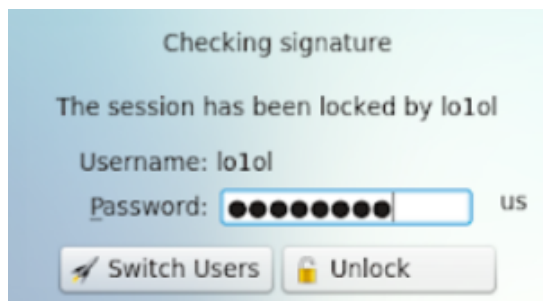 Checking signature
The session has been locked by lo1ol
Username: lo1ol
Password: ●●●●●●●● us
Switch Users Unlock